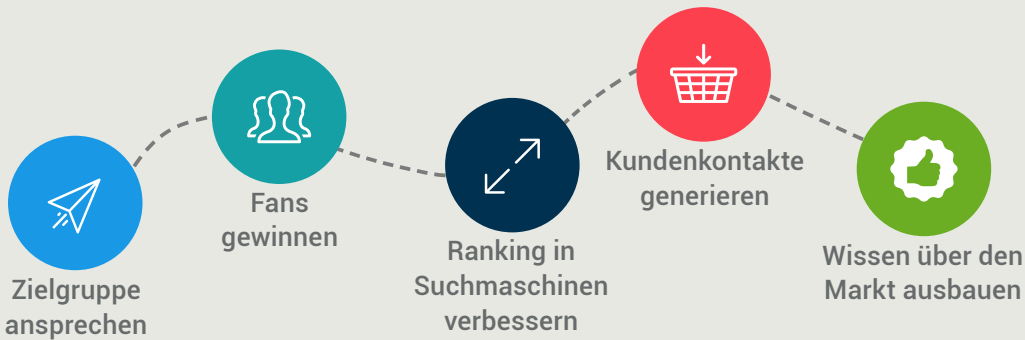 Zielgruppe
ansprechen
Fans
gewinnen
Ranking in
Suchmaschinen
verbessern
Kundenkontakte
generieren
Wissen über den
Markt ausbauen